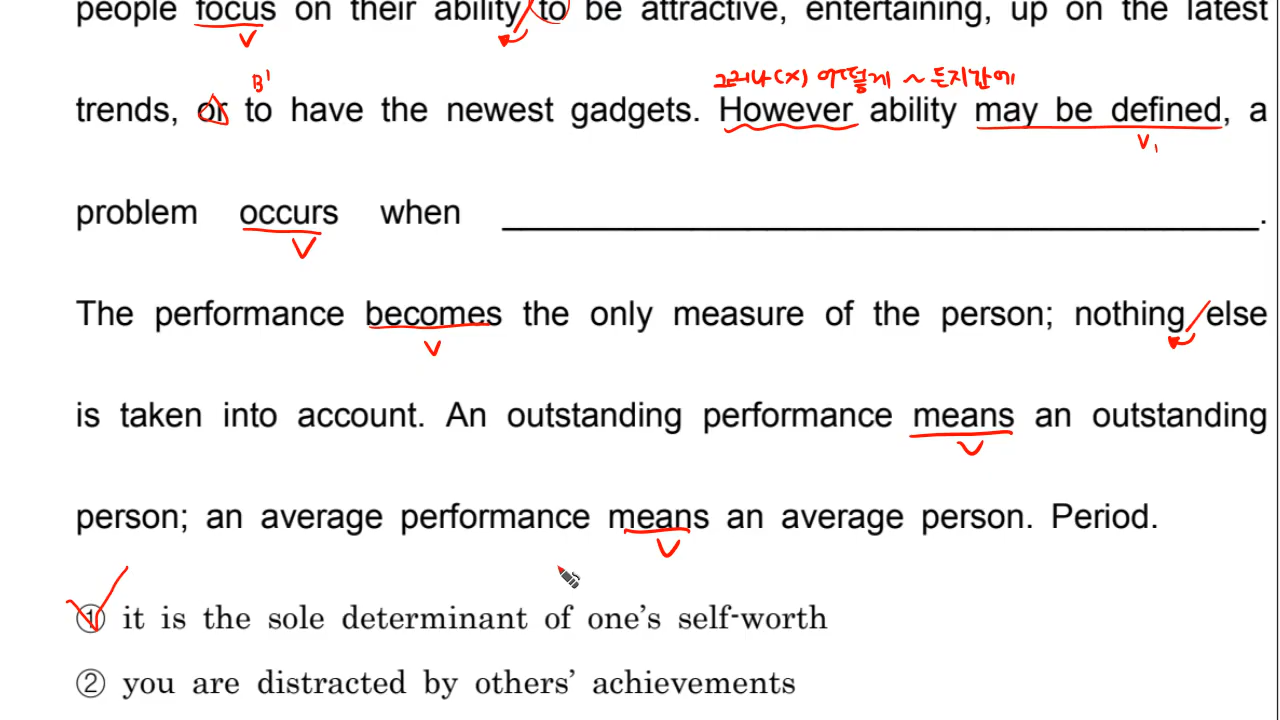 people focus on their ability to be attractive, entertaining, up on the latest
B' 그러나(X) 어떻게 ~ 든지간에
trends, or to have the newest gadgets. However ability may be defined, a
V
V V,
problem occurs when ____________________.
V
The performance becomes the only measure of the person; nothing else
V
is taken into account. An outstanding performance means an outstanding
V
person; an average performance means an average person. Period.
V
① it is the sole determinant of one's self-worth
② you are distracted by others' achievements